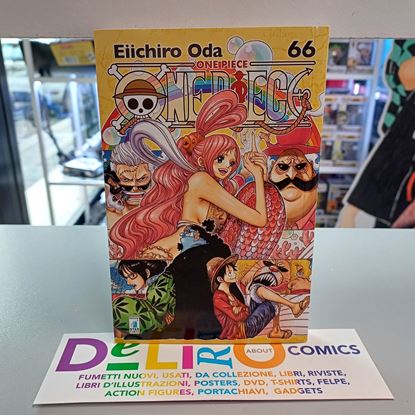 Eiichiro Oda 66
ONE PIECE
ONE PIECE
STAR
DeLiRiO ABOUT COMICS
FUMETTI NUOVI, USATI, DA COLLEZIONE, LIBRI, RIVISTE,
LIBRI D'ILLUSTRAZIONI, POSTERS, DVD, T-SHIRTS, FELPE,
ACTION FIGURES, PORTACHIAVI, GADGETS